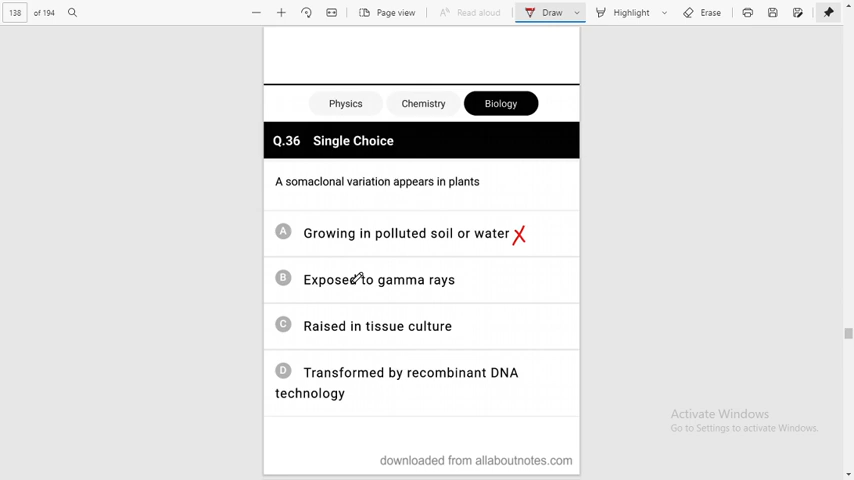 138 of 194
Page view
Read aloud
Draw
Highlight
Erase
Physics
Chemistry
Biology
Q.36 Single Choice
A somaclonal variation appears in plants
A Growing in polluted soil or water X
B Exposed to gamma rays
C Raised in tissue culture
D Transformed by recombinant DNA
technology
Activate Windows
Go to Settings to activate Windows.
downloaded from allaboutnotes.com